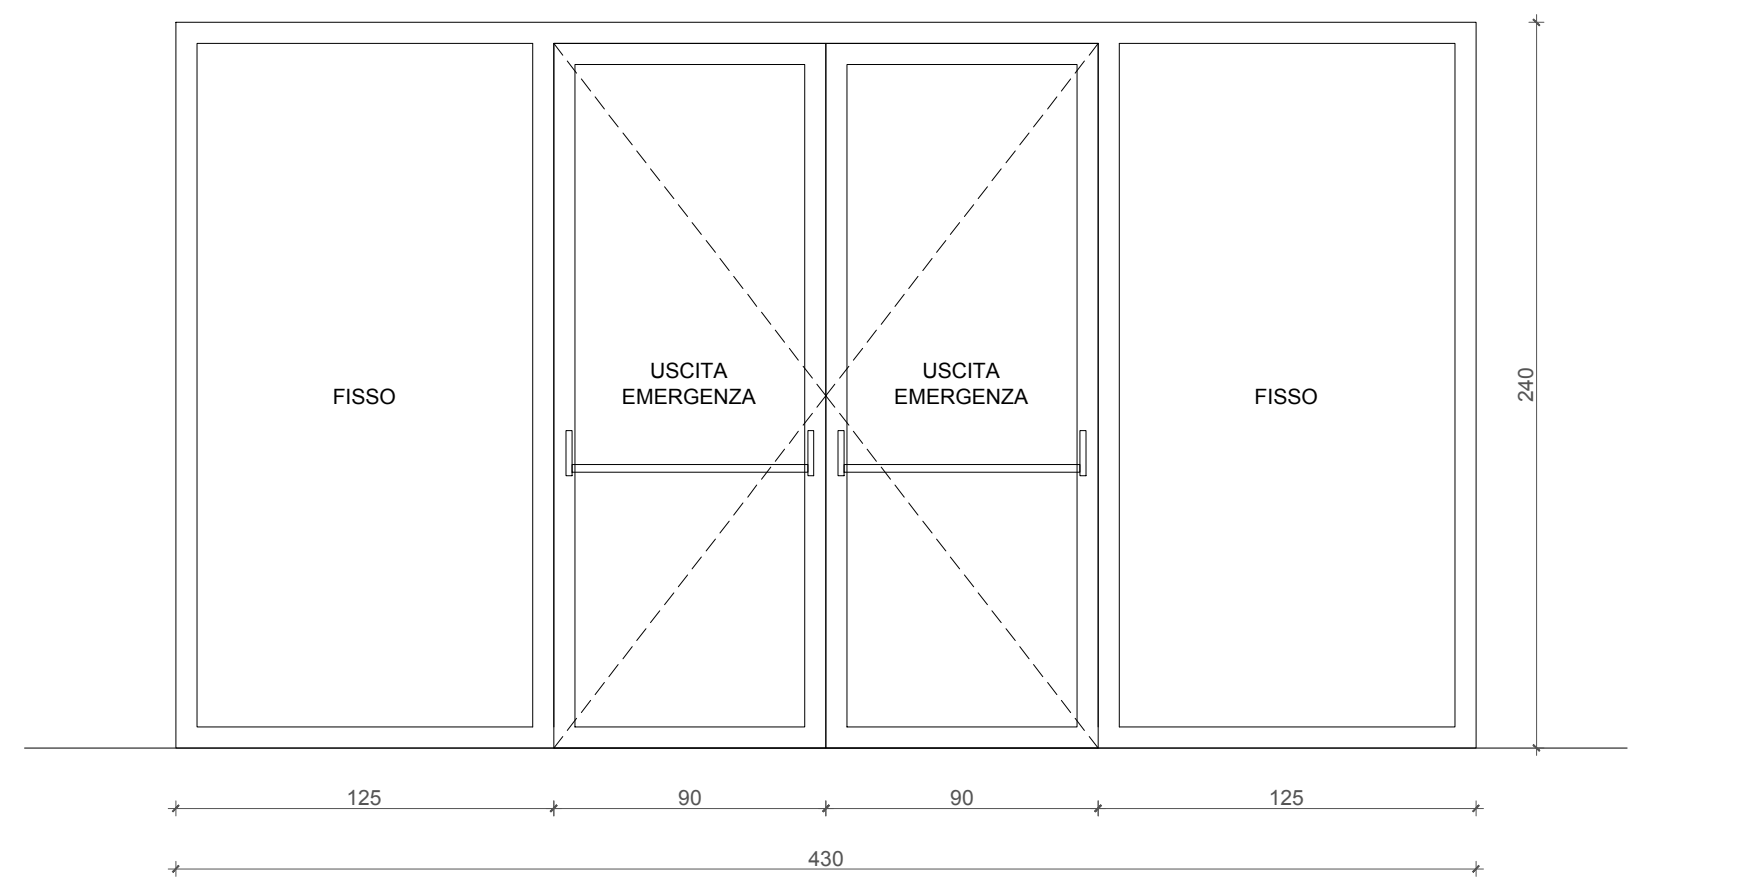 USCITA
EMERGENZA
USCITA
EMERGENZA
FISSO
FISSO
240
125
90
90
125
430